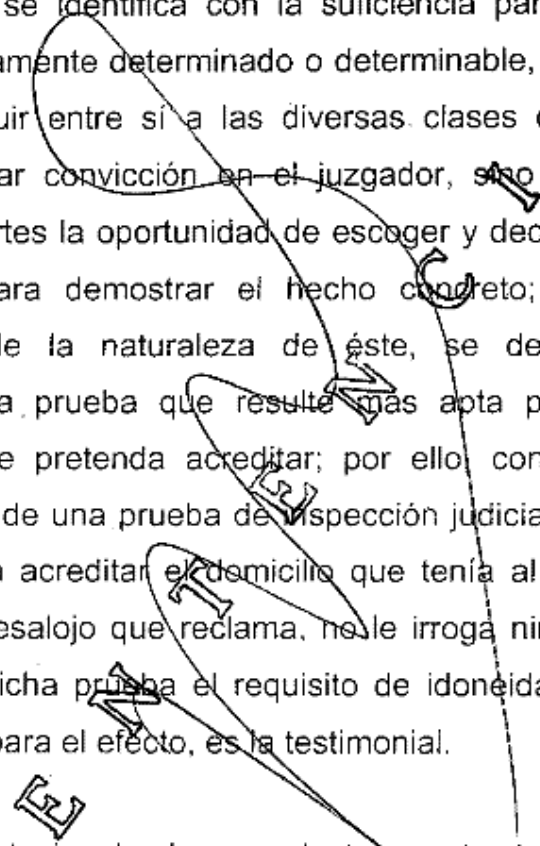 se identifica con la suficiencia par
amente determinado o determinable,
uir entre sí a las diversas clases
ar convicción en el juzgador, sino
rtes la oportunidad de escoger y dec
ara demostrar el hecho concreto;
le la naturaleza de éste, se de
a prueba que resulte más apta p
e pretenda acreditar; por ello, con
de una prueba de inspección judicia
a acreditar el domicilio que tenía al
esalojo que reclama, no le irroga nin
icha prueba el requisito de idoneida
para el efecto, es la testimonial.
E N T E N C I